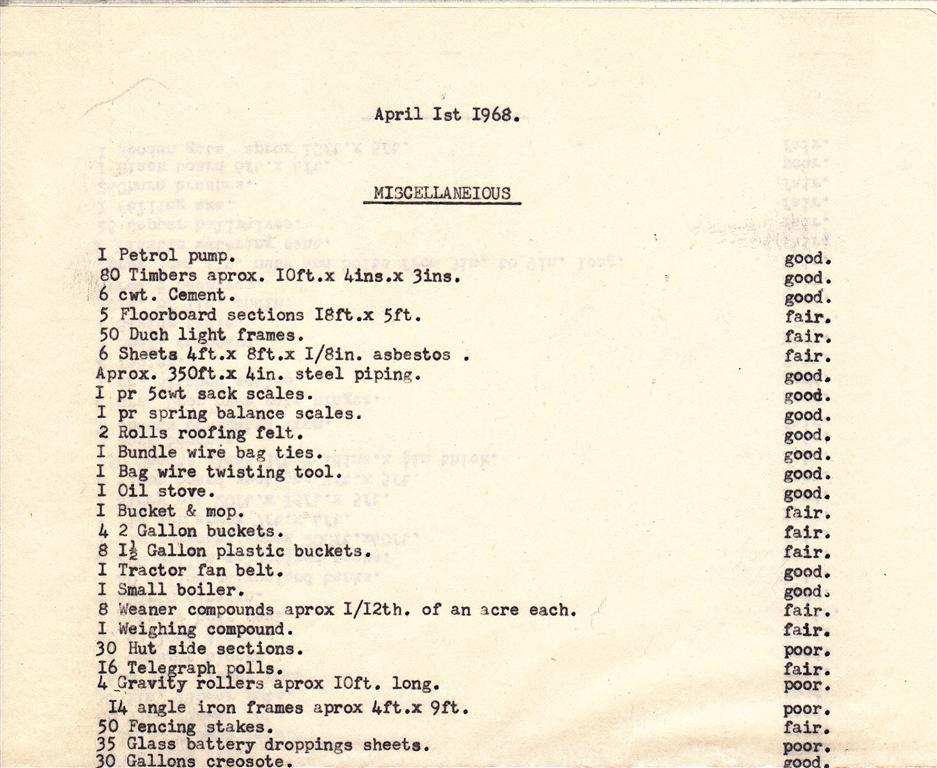 April Ist I968.
MISCELLANEIOUS
I Petrol pump. good.
80 Timbers aprox. IOft.x 4ins.x 3ins. good.
6 cwt. Cement. good.
5 Floorboard sections I8ft.x 5ft. fair.
50 Duch light frames. fair.
6 Sheets 4ft.x 8ft.x I/8in. asbestos . fair.
Aprox. 350ft.x 4in. steel piping. good.
I pr 5cwt sack scales. good.
I pr spring balance scales. good.
2 Rolls roofing felt. good.
I Bundle wire bag ties. good.
I Bag wire twisting tool. good.
I Oil stove. good.
I Bucket & mop. fair.
4 2 Gallon buckets. fair.
8 I½ Gallon plastic buckets. fair.
I Tractor fan belt. good.
I Small boiler. good.
8 Weaner compounds aprox I/I2th. of an acre each. fair.
I Weighing compound. fair.
30 Hut side sections. poor.
I6 Telegraph polls. fair.
4 Gravity rollers aprox IOft. long. poor.
I4 angle iron frames aprox 4ft.x 9ft. poor.
50 Fencing stakes. fair.
35 Glass battery droppings sheets. poor.
30 Gallons creosote. good.